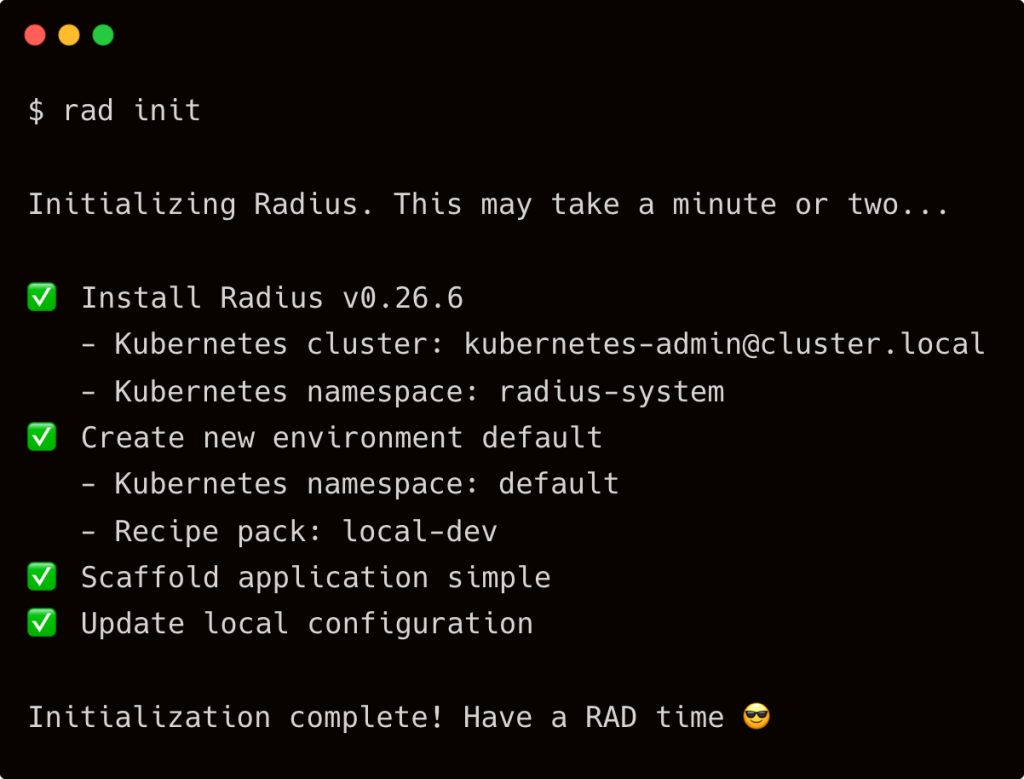 $ rad init
Initializing Radius. This may take a minute or two...
✅ Install Radius v0.26.6
- Kubernetes cluster: kubernetes-admin@cluster.local
- Kubernetes namespace: radius-system
✅ Create new environment default
- Kubernetes namespace: default
- Recipe pack: local-dev
✅ Scaffold application simple
✅ Update local configuration
Initialization complete! Have a RAD time 😎